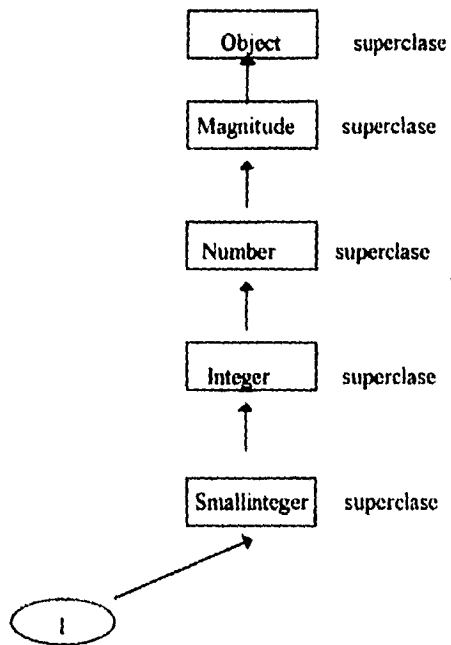 Object superclase
Magnitude superclase
Number superclase
Integer superclase
Smallinteger superclase
1